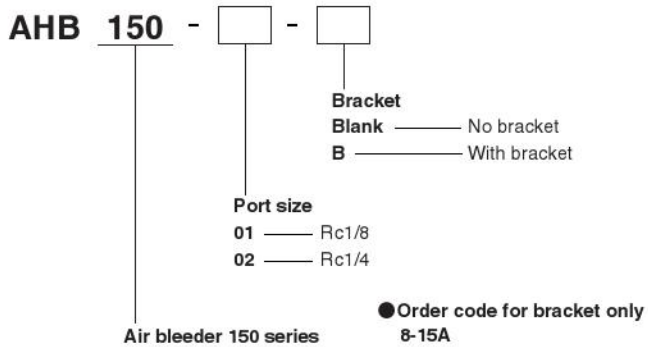 AHB 150 - -
Bracket
Blank No bracket
B With bracket
Port size
01 Rc1/8
02 Rc1/4
●Order code for bracket only
8-15A
Air bleeder 150 series